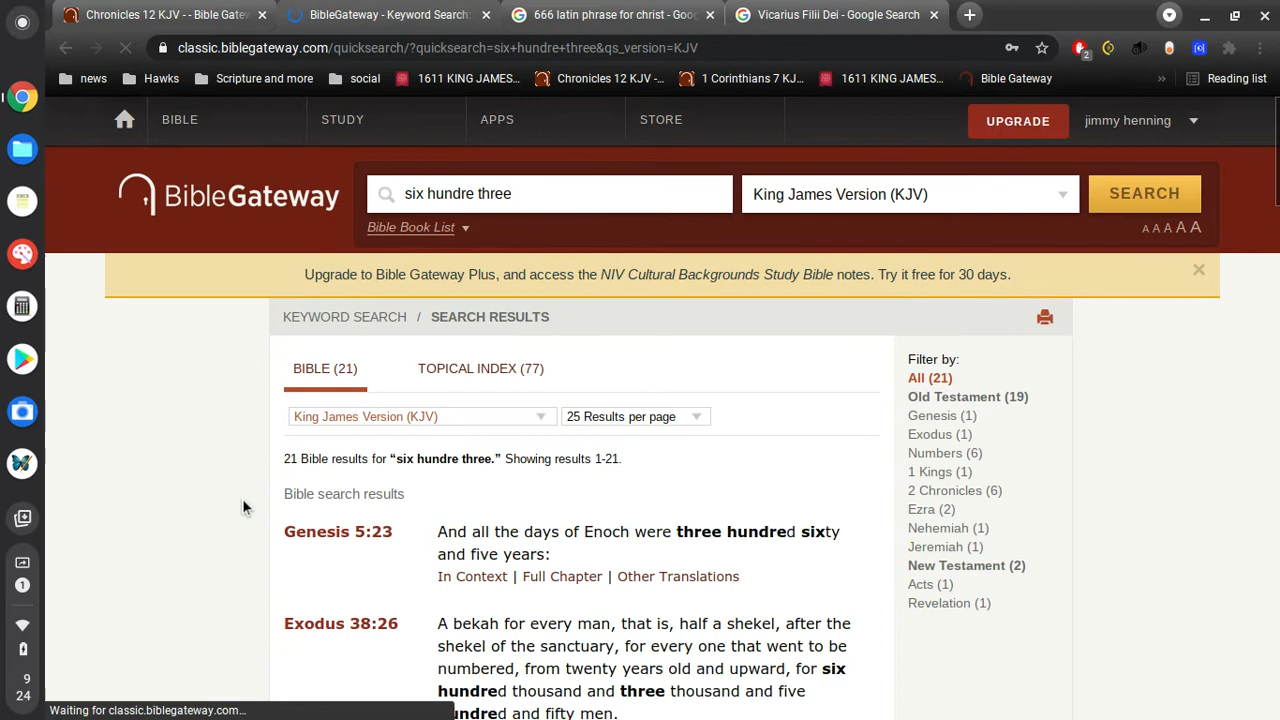 Chronicles 12 KJV - - Bible Gatew
BibleGateway - Keyword Search:
666 latin phrase for christ - Goo
Vicarius Filii Dei - Google Search
classic.biblegateway.com/quicksearch/?quicksearch=six+hundre+three&qs_version=KJV
2
news
Hawks
Scripture and more
social
1611 KING JAMES...
Chronicles 12 KJV -...
1 Corinthians 7 KJ...
1611 KING JAMES...
Bible Gateway
»
Reading list
BIBLE
STUDY
APPS
STORE
UPGRADE
jimmy henning
BibleGateway
six hundre three
King James Version (KJV)
SEARCH
Bible Book List
A A A A A
Upgrade to Bible Gateway Plus, and access the NIV Cultural Backgrounds Study Bible notes. Try it free for 30 days.
KEYWORD SEARCH / SEARCH RESULTS
BIBLE (21)
TOPICAL INDEX (77)
King James Version (KJV)
25 Results per page
21 Bible results for “six hundre three.” Showing results 1-21.
Bible search results
Genesis 5:23
And all the days of Enoch were three hundred sixty
and five years:
In Context | Full Chapter | Other Translations
Exodus 38:26
A bekah for every man, that is, half a shekel, after the
shekel of the sanctuary, for every one that went to be
numbered, from twenty years old and upward, for six
hundred thousand and three thousand and five
hundred and fifty men.
Filter by:
All (21)
Old Testament (19)
Genesis (1)
Exodus (1)
Numbers (6)
1 Kings (1)
2 Chronicles (6)
Ezra (2)
Nehemiah (1)
Jeremiah (1)
New Testament (2)
Acts (1)
Revelation (1)
1
9
24
Waiting for classic.biblegateway.com...